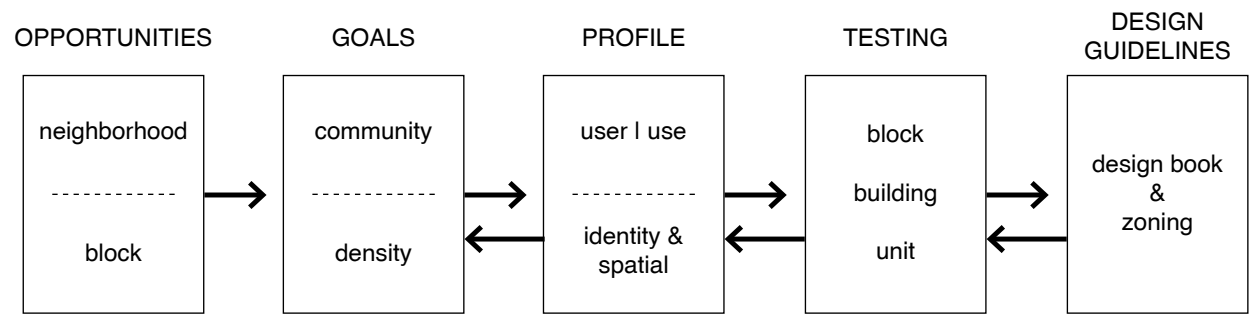 OPPORTUNITIES
neighborhood
block
GOALS
community
density
PROFILE
user | use
identity &
spatial
TESTING
block
building
unit
DESIGN
GUIDELINES
design book
&
zoning